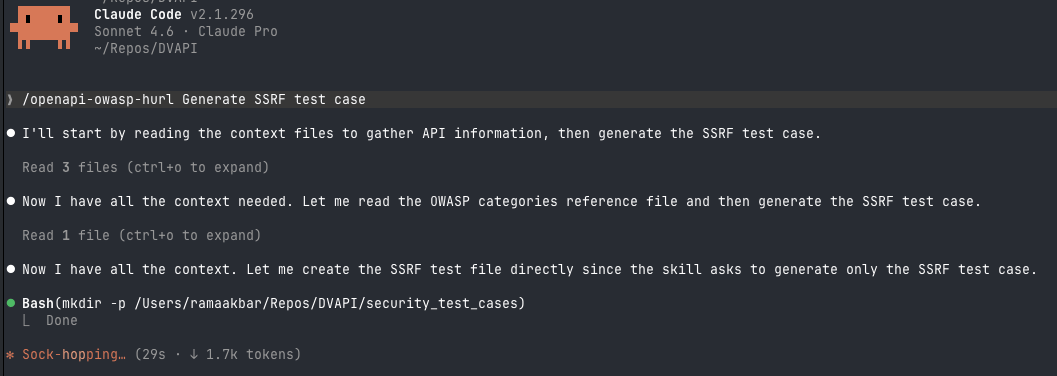 Claude Code v2.1.296
Sonnet 4.6 · Claude Pro
~/Repos/DVAPI
❯ /openapi-owasp-hurl Generate SSRF test case
● I'll start by reading the context files to gather API information, then generate the SSRF test case.
Read 3 files (ctrl+o to expand)
● Now I have all the context needed. Let me read the OWASP categories reference file and then generate the SSRF test case.
Read 1 file (ctrl+o to expand)
● Now I have all the context. Let me create the SSRF test file directly since the skill asks to generate only the SSRF test case.
● Bash(mkdir -p /Users/ramaakbar/Repos/DVAPI/security_test_cases)
⎿ Done
✻ Sock-hopping… (29s · ↓ 1.7k tokens)